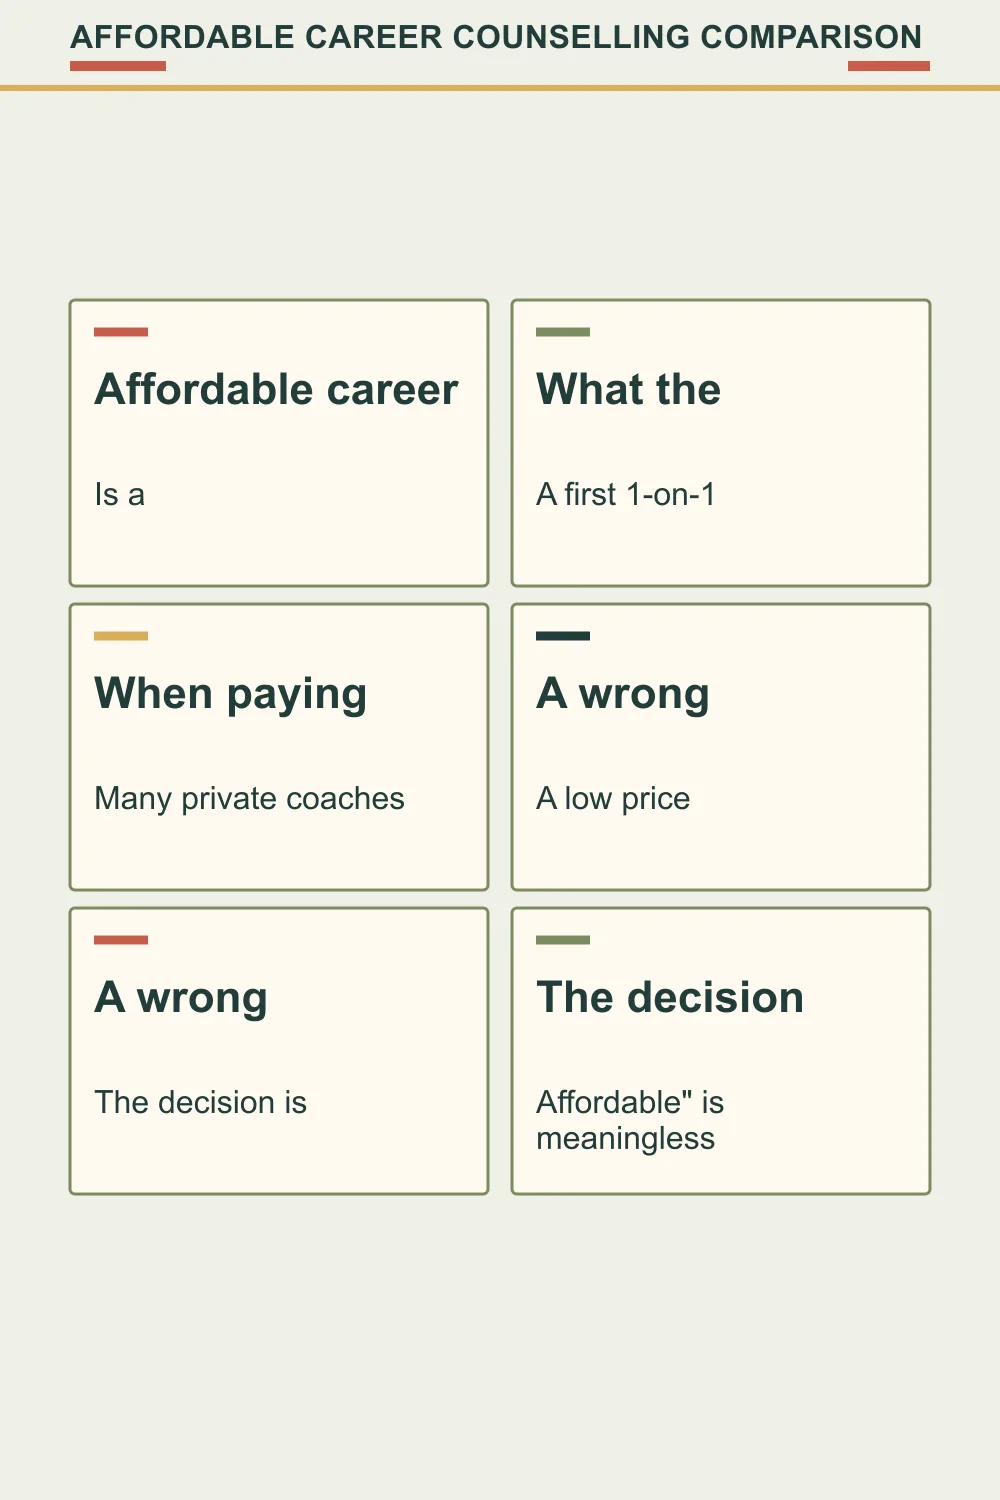 AFFORDABLE CAREER COUNSELLING COMPARISON
Affordable career
Is a
What the
A first 1-on-1
When paying
Many private coaches
A wrong
A low price
A wrong
The decision is
The decision
Affordable" is
meaningless